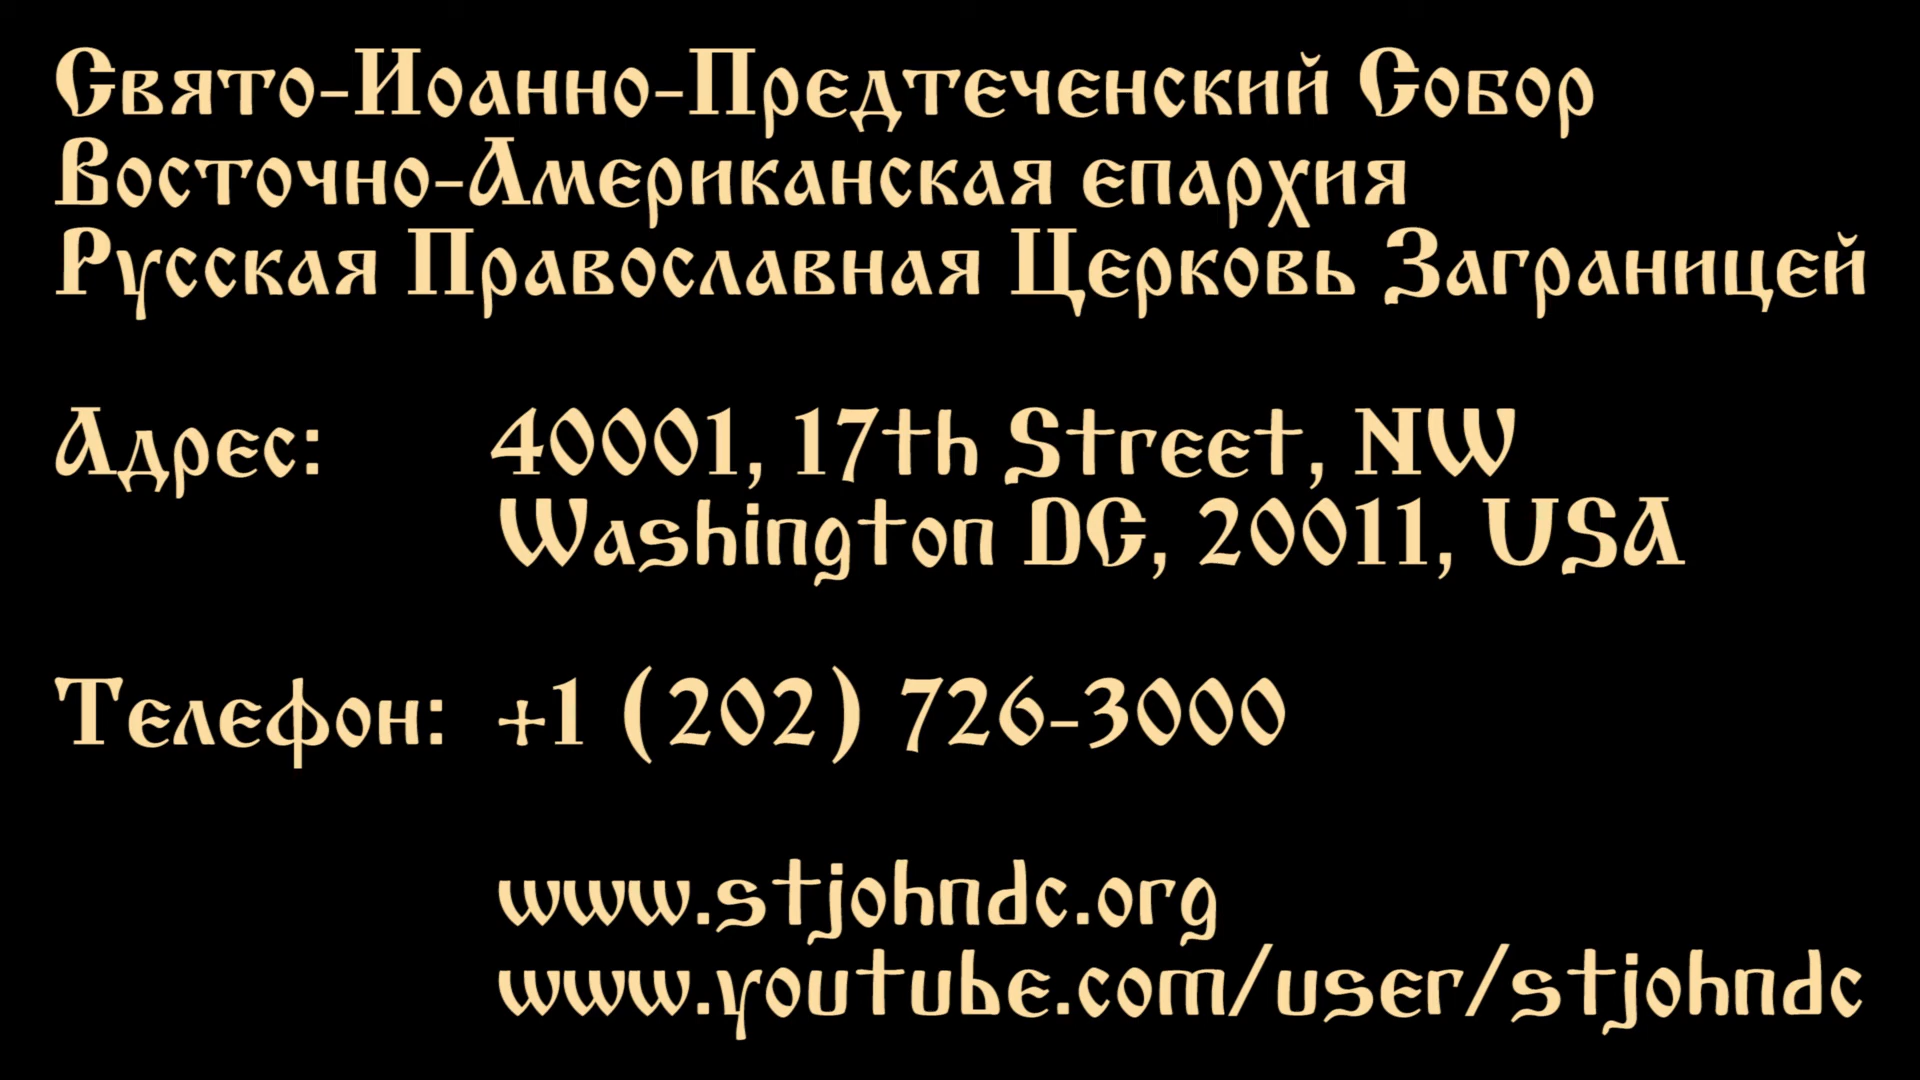 Свято-Иоанно-Предтеченский Собор
Восточно-Американская епархия
Русская Православная Церковь Заграницей
Адрес: 40001, 17th Street, NW
Washington DC, 20011, USA
Телефон: +1 (202) 726-3000
www.stjohndc.org
www.youtube.com/user/stjohndc